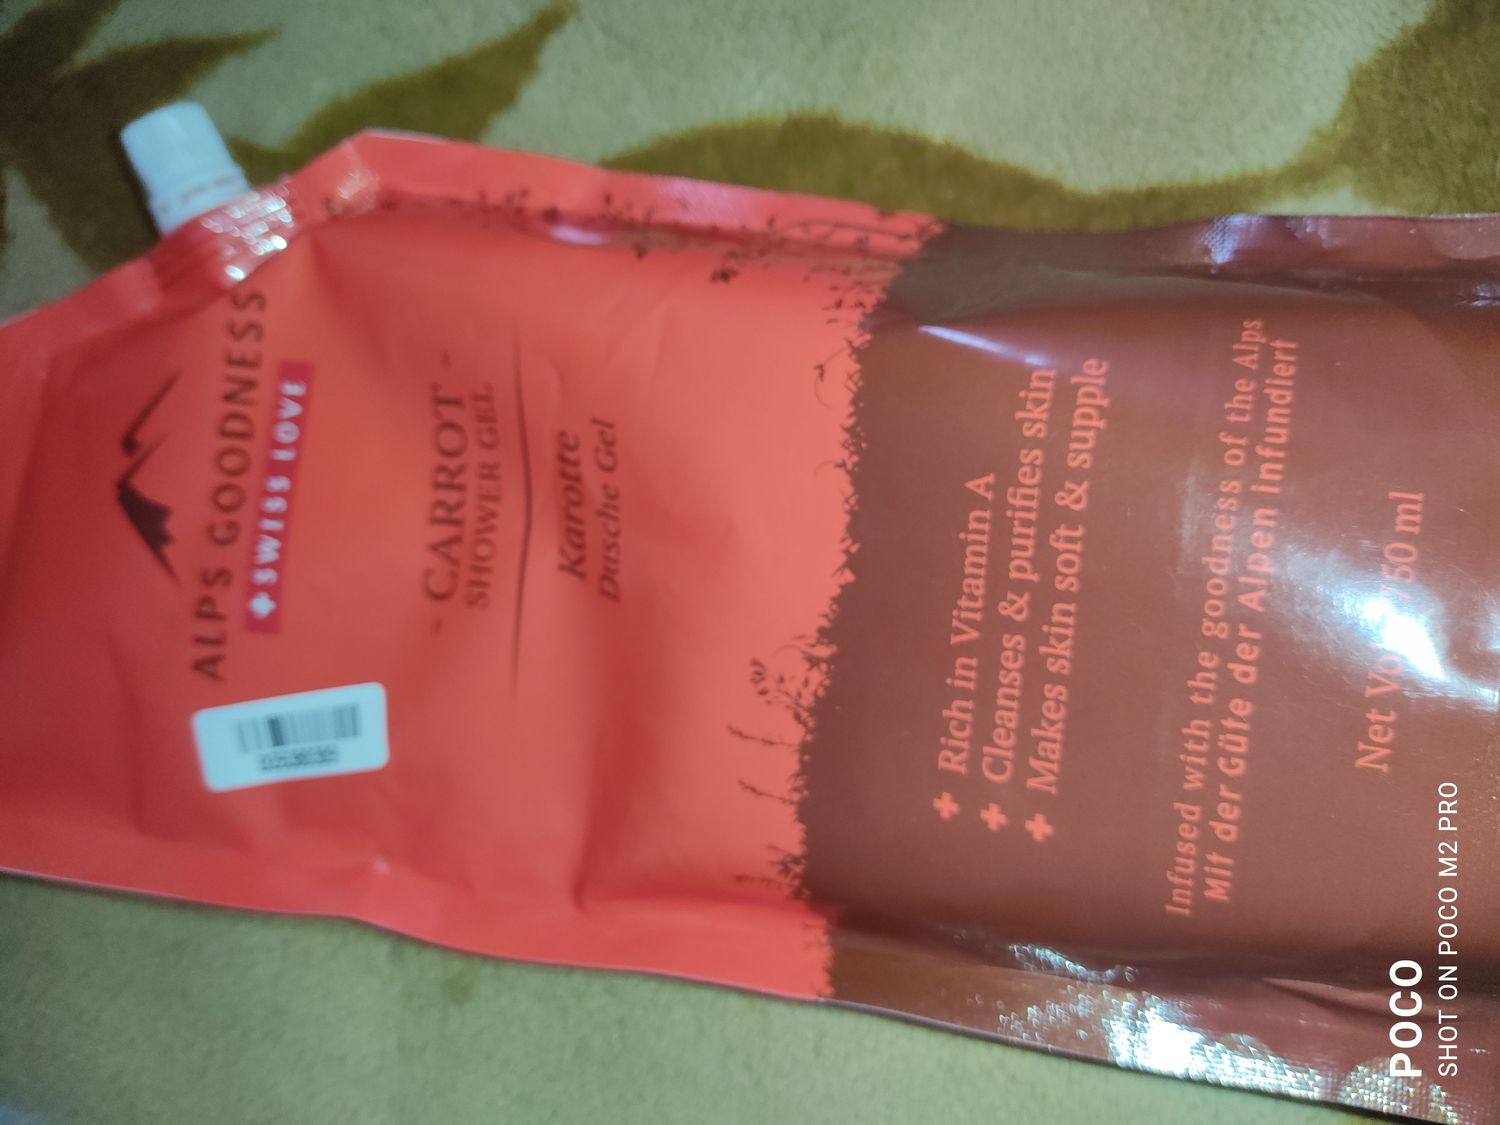 ALPS GOODNESS
SWISS LOVE
- CARROT -
SHOWER GEL
Karotte
Dusche Gel
Rich in Vitamin A
Cleanses & purifies skin
Makes skin soft & supple
Infused with the goodness of the Alps
Mit der Güte der Alpen infundiert
Net ml
POCO
SHOT ON POCO M2 PRO